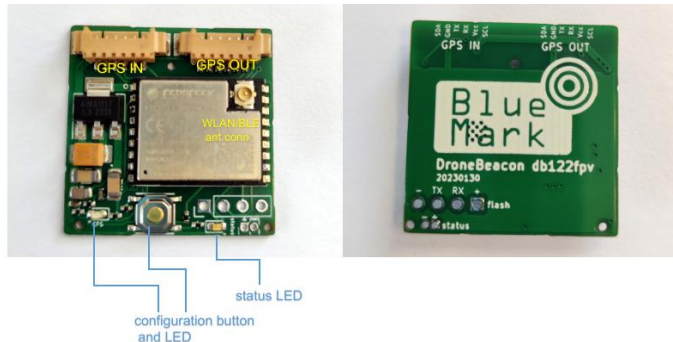 GPS IN
GPS OUT
WLAN/BLE
ant conn.
status LED
configuration button
and LED
SDA
GND
TX
RX
Vcc
SCL
GPS IN
SDA
GND
TX
RX
Vcc
SCL
GPS OUT
Blue
Mark
DroneBeacon db122fpv
20230130
- TX RX +
flash
- +
status